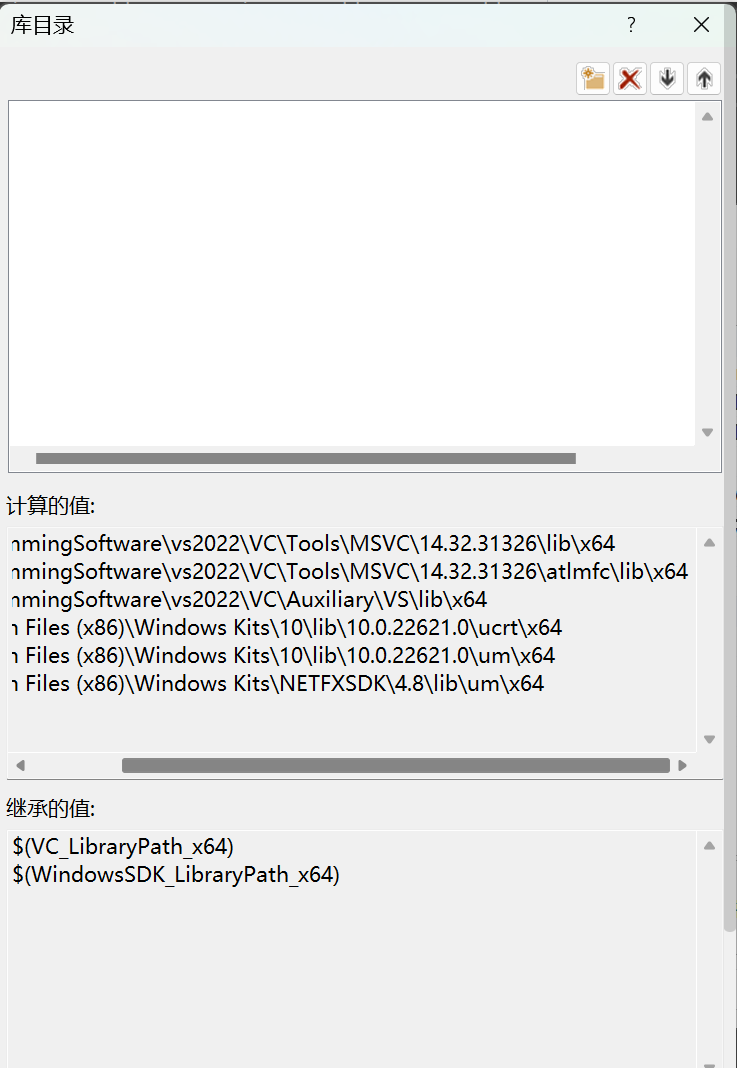 库目录
计算的值:
mmingSoftware\vs2022\VC\Tools\MSVC\14.32.31326\lib\x64
mmingSoftware\vs2022\VC\Tools\MSVC\14.32.31326\atlmfc\lib\x64
mmingSoftware\vs2022\VC\Auxiliary\VS\lib\x64
n Files (x86)\Windows Kits\10\lib\10.0.22621.0\ucrt\x64
n Files (x86)\Windows Kits\10\lib\10.0.22621.0\um\x64
n Files (x86)\Windows Kits\NETFXSDK\4.8\lib\um\x64
继承的值:
$(VC_LibraryPath_x64)
$(WindowsSDK_LibraryPath_x64)